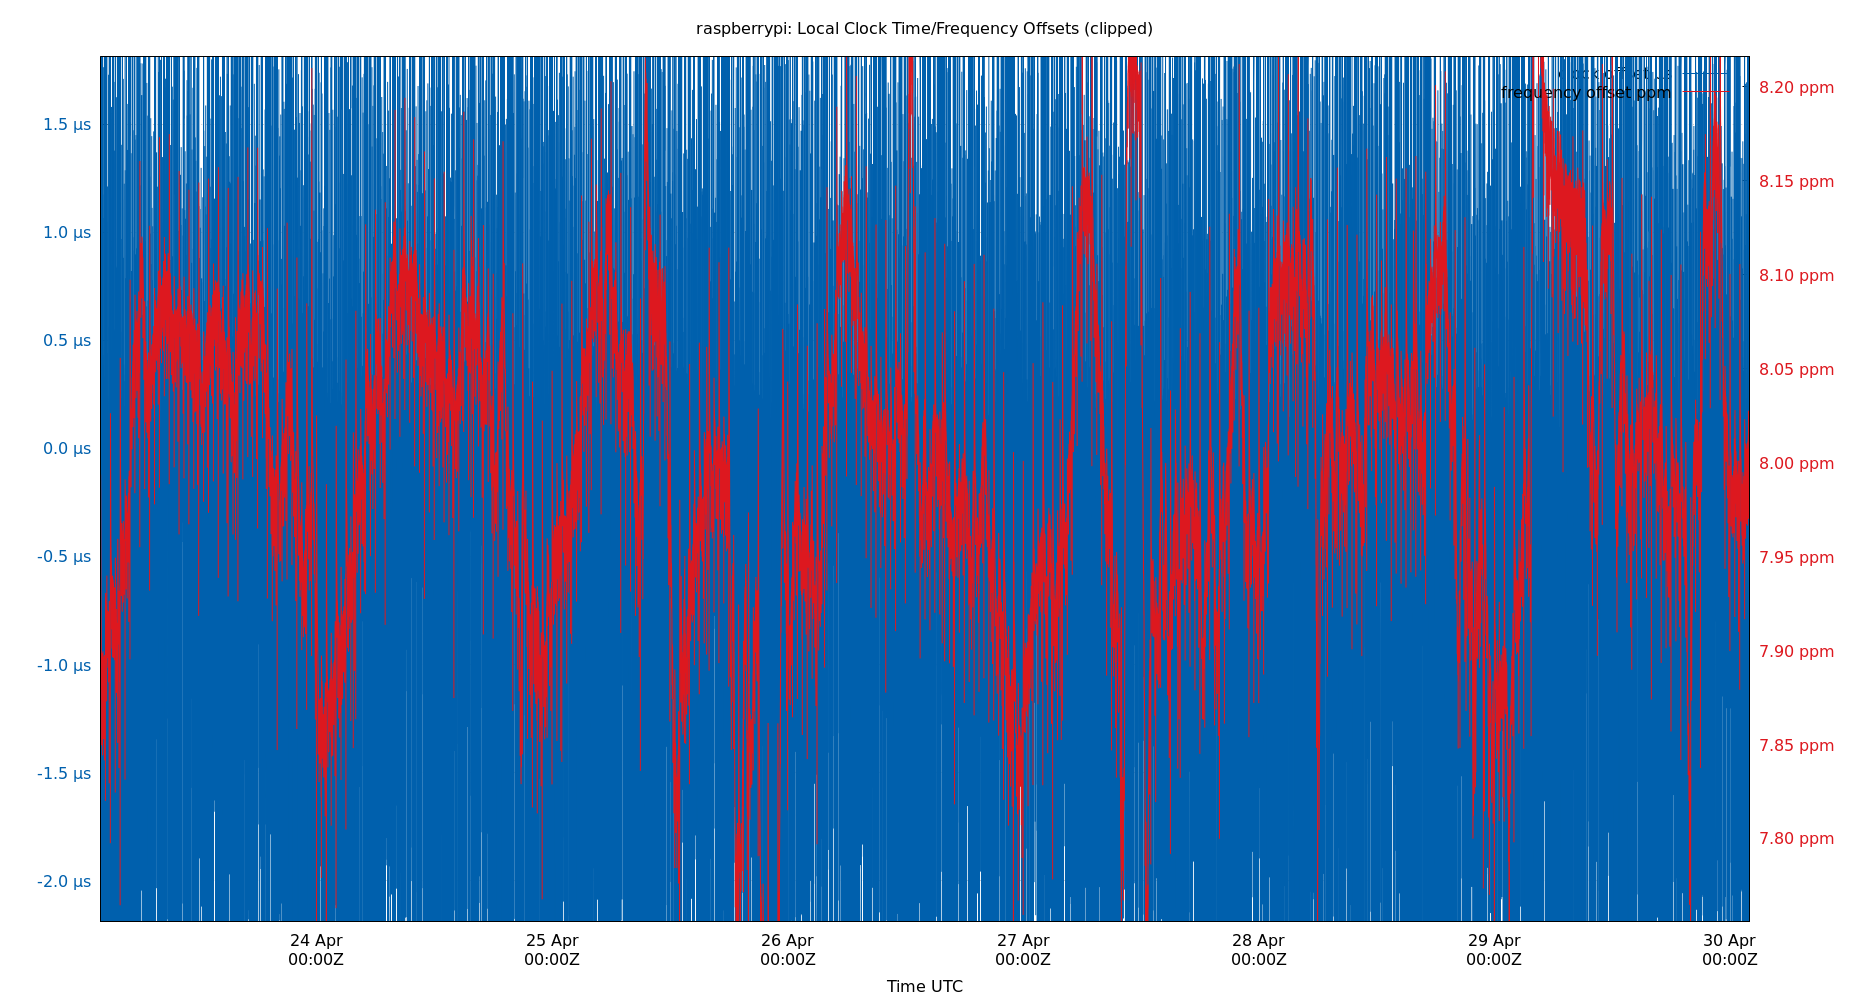 raspberrypi: Local Clock Time/Frequency Offsets (clipped)
clock offset µs
frequency offset ppm
1.5 µs
1.0 µs
0.5 µs
0.0 µs
-0.5 µs
-1.0 µs
-1.5 µs
-2.0 µs
8.20 ppm
8.15 ppm
8.10 ppm
8.05 ppm
8.00 ppm
7.95 ppm
7.90 ppm
7.85 ppm
7.80 ppm
24 Apr 25 Apr 26 Apr 27 Apr 28 Apr 29 Apr 30 Apr
00:00Z 00:00Z 00:00Z 00:00Z 00:00Z 00:00Z 00:00Z
Time UTC